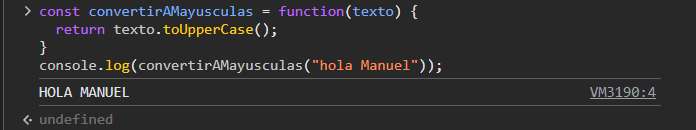 const convertirAMayusculas = function(texto) {
  return texto.toUpperCase();
}
console.log(convertirAMayusculas("hola Manuel"));
HOLA MANUEL VM3190:4
undefined